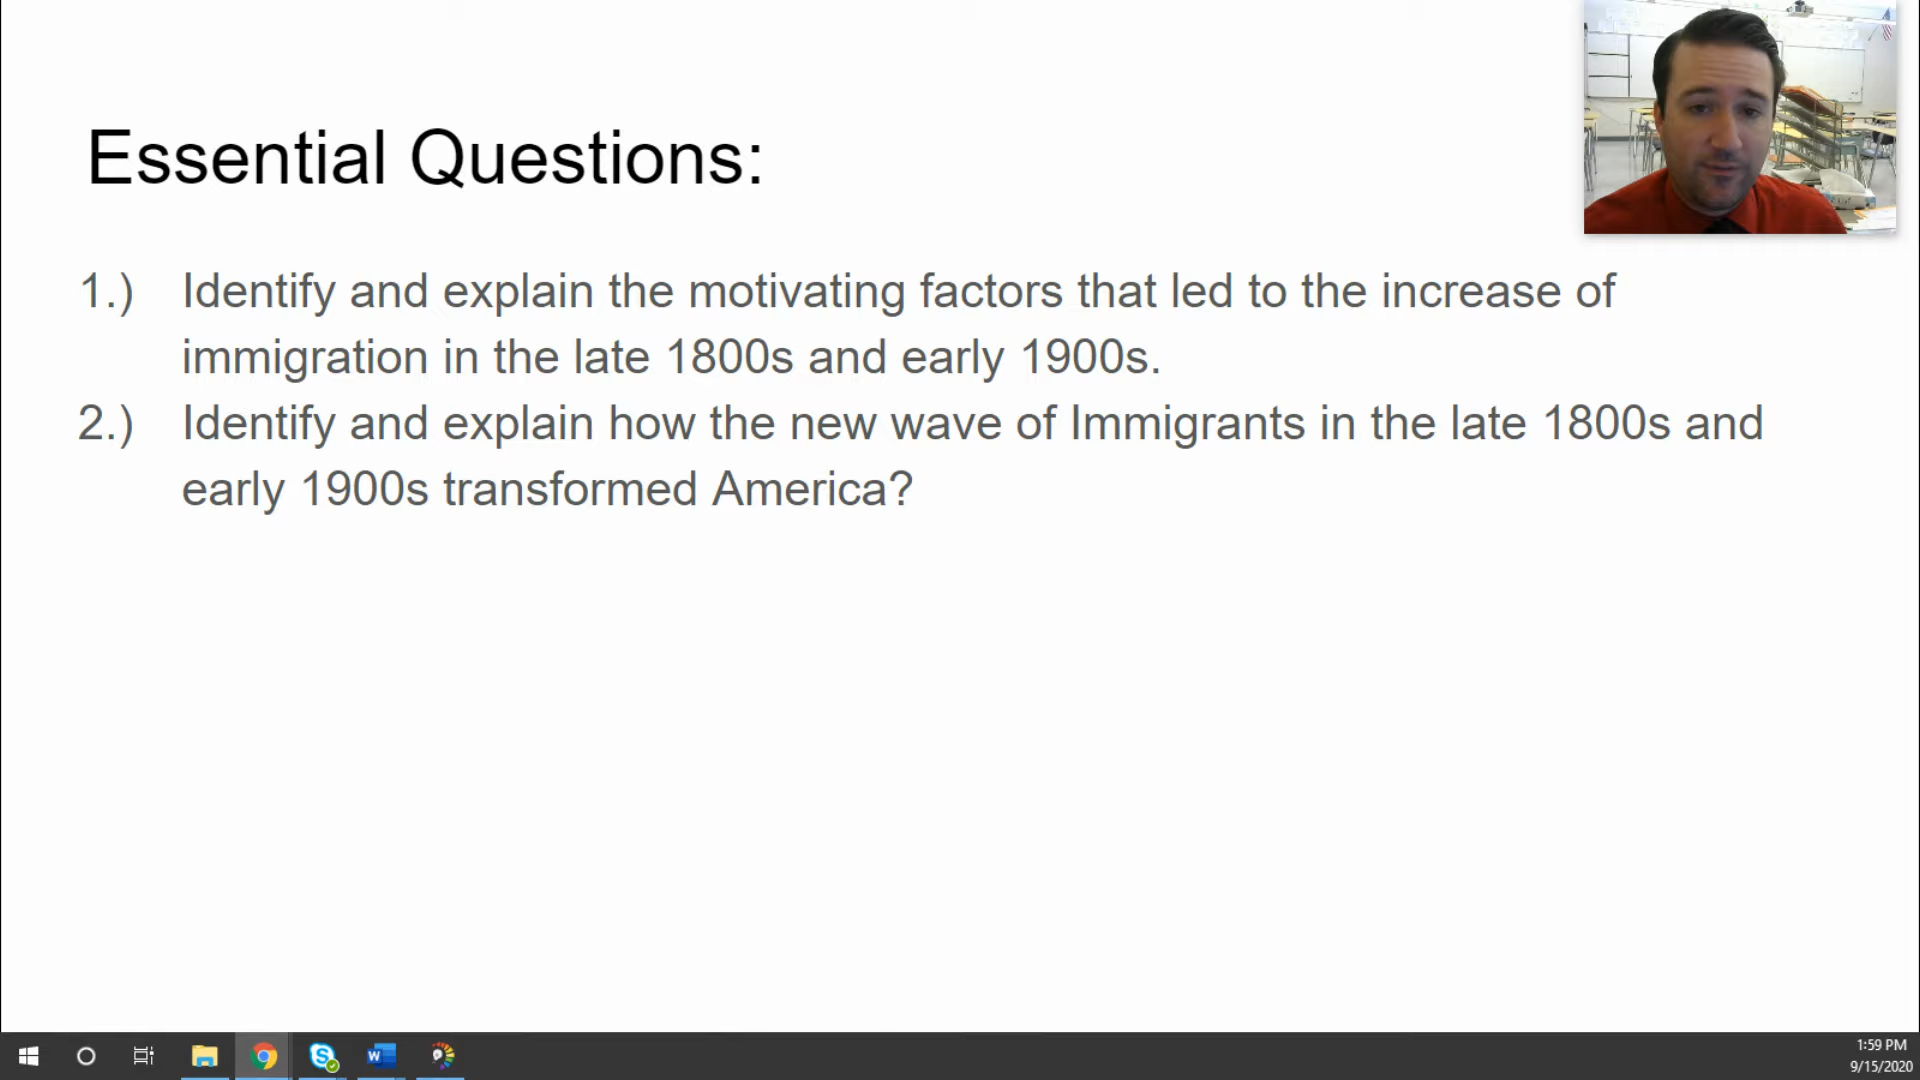 Essential Questions:
1.) Identify and explain the motivating factors that led to the increase of
immigration in the late 1800s and early 1900s.
2.) Identify and explain how the new wave of Immigrants in the late 1800s and
early 1900s transformed America?
1:59 PM
9/15/2020